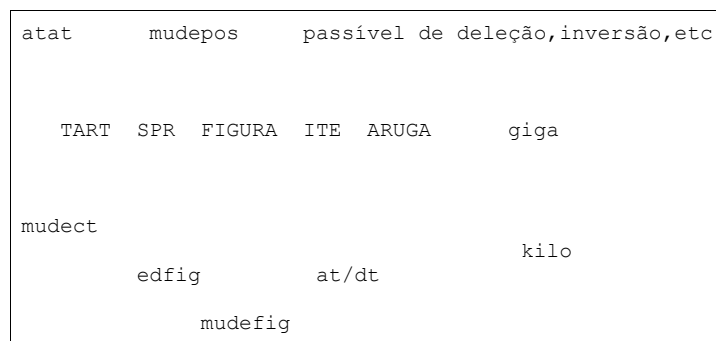 atat mudepos passível de deleção,inversão,etc
TART SPR FIGURA ITE ARUGA giga
mudect
kilo
edfig at/dt
mudefig